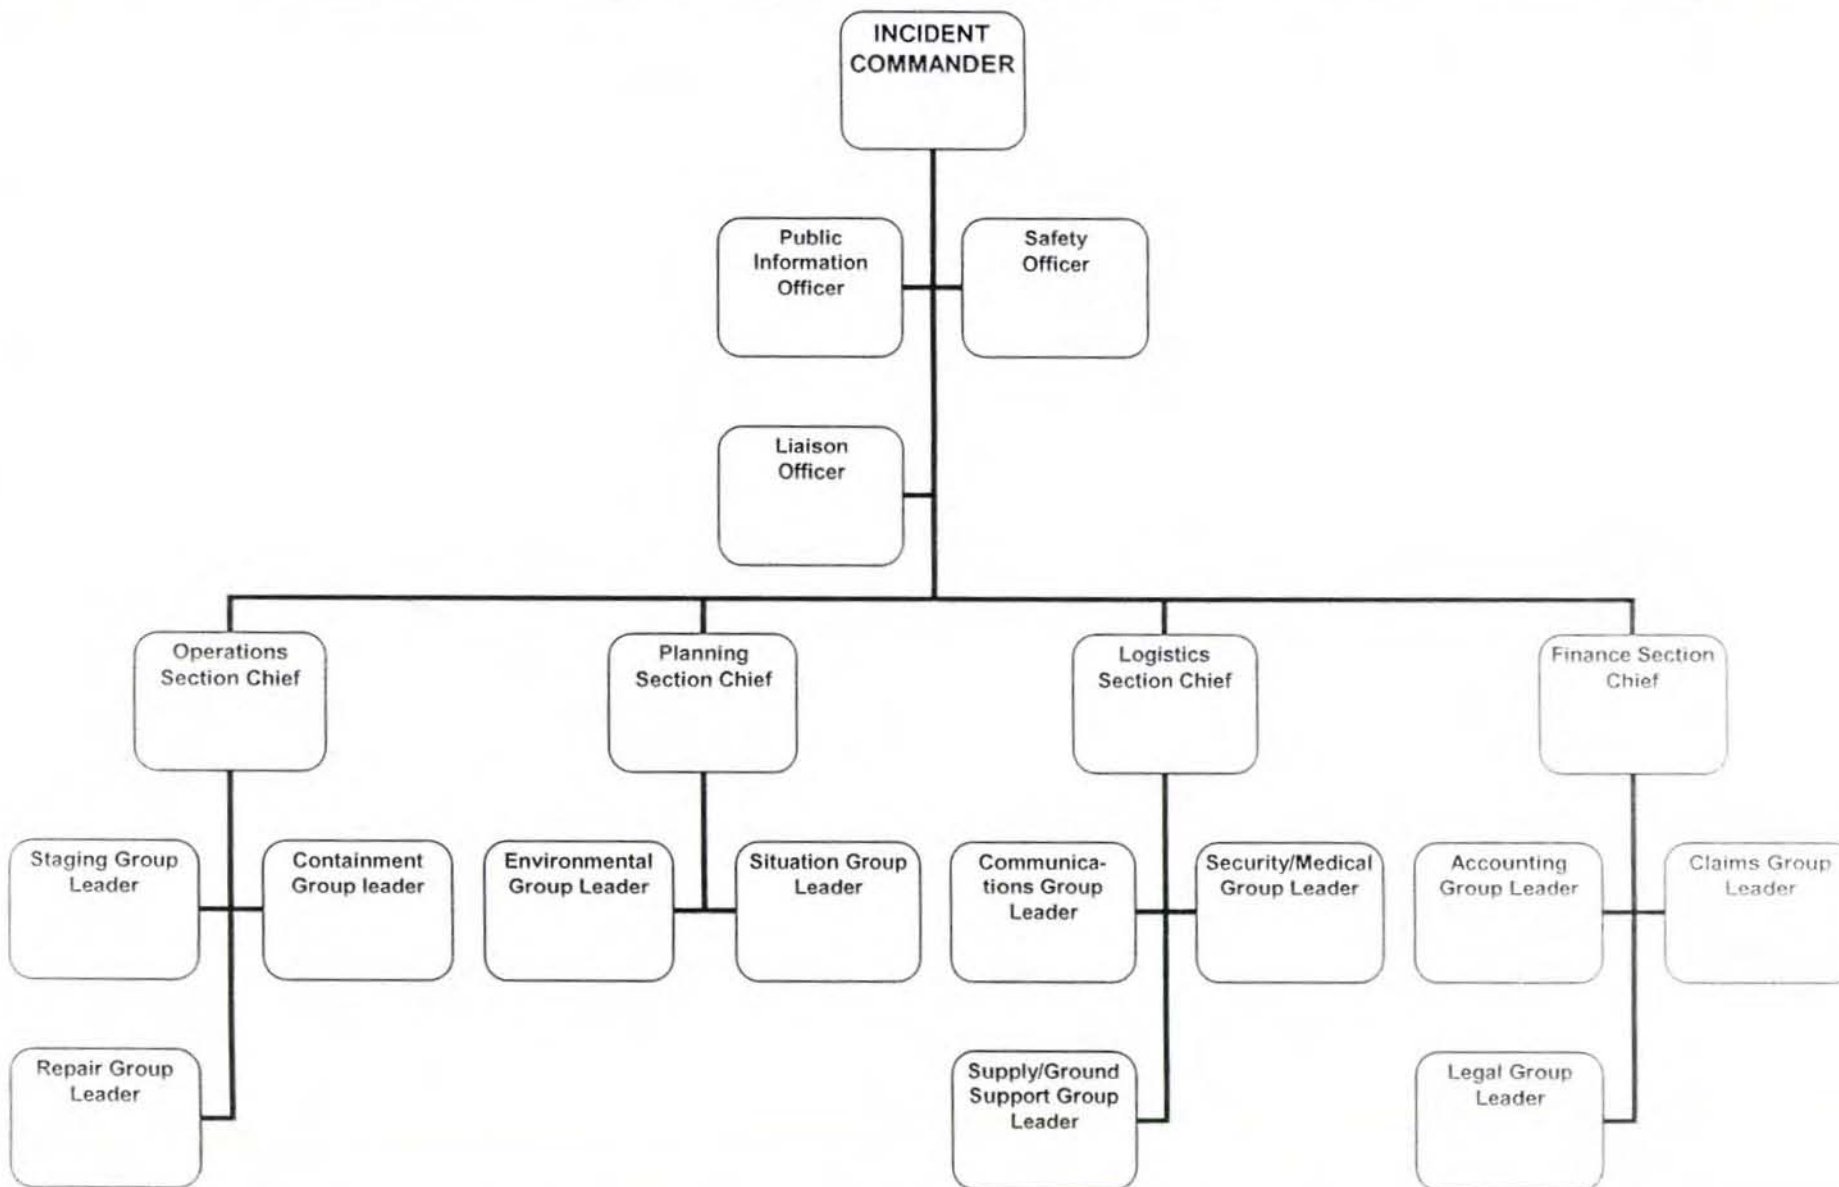 INCIDENT
COMMANDER
Public
Information
Officer
Safety
Officer
Liaison
Officer
Operations
Section Chief
Planning
Section Chief
Logistics
Section Chief
Finance Section
Chief
Staging Group
Leader
Containment
Group leader
Environmental
Group Leader
Situation Group
Leader
Communica-
tions Group
Leader
Security/Medical
Group Leader
Accounting
Group Leader
Claims Group
Leader
Repair Group
Leader
Supply/Ground
Support Group
Leader
Legal Group
Leader